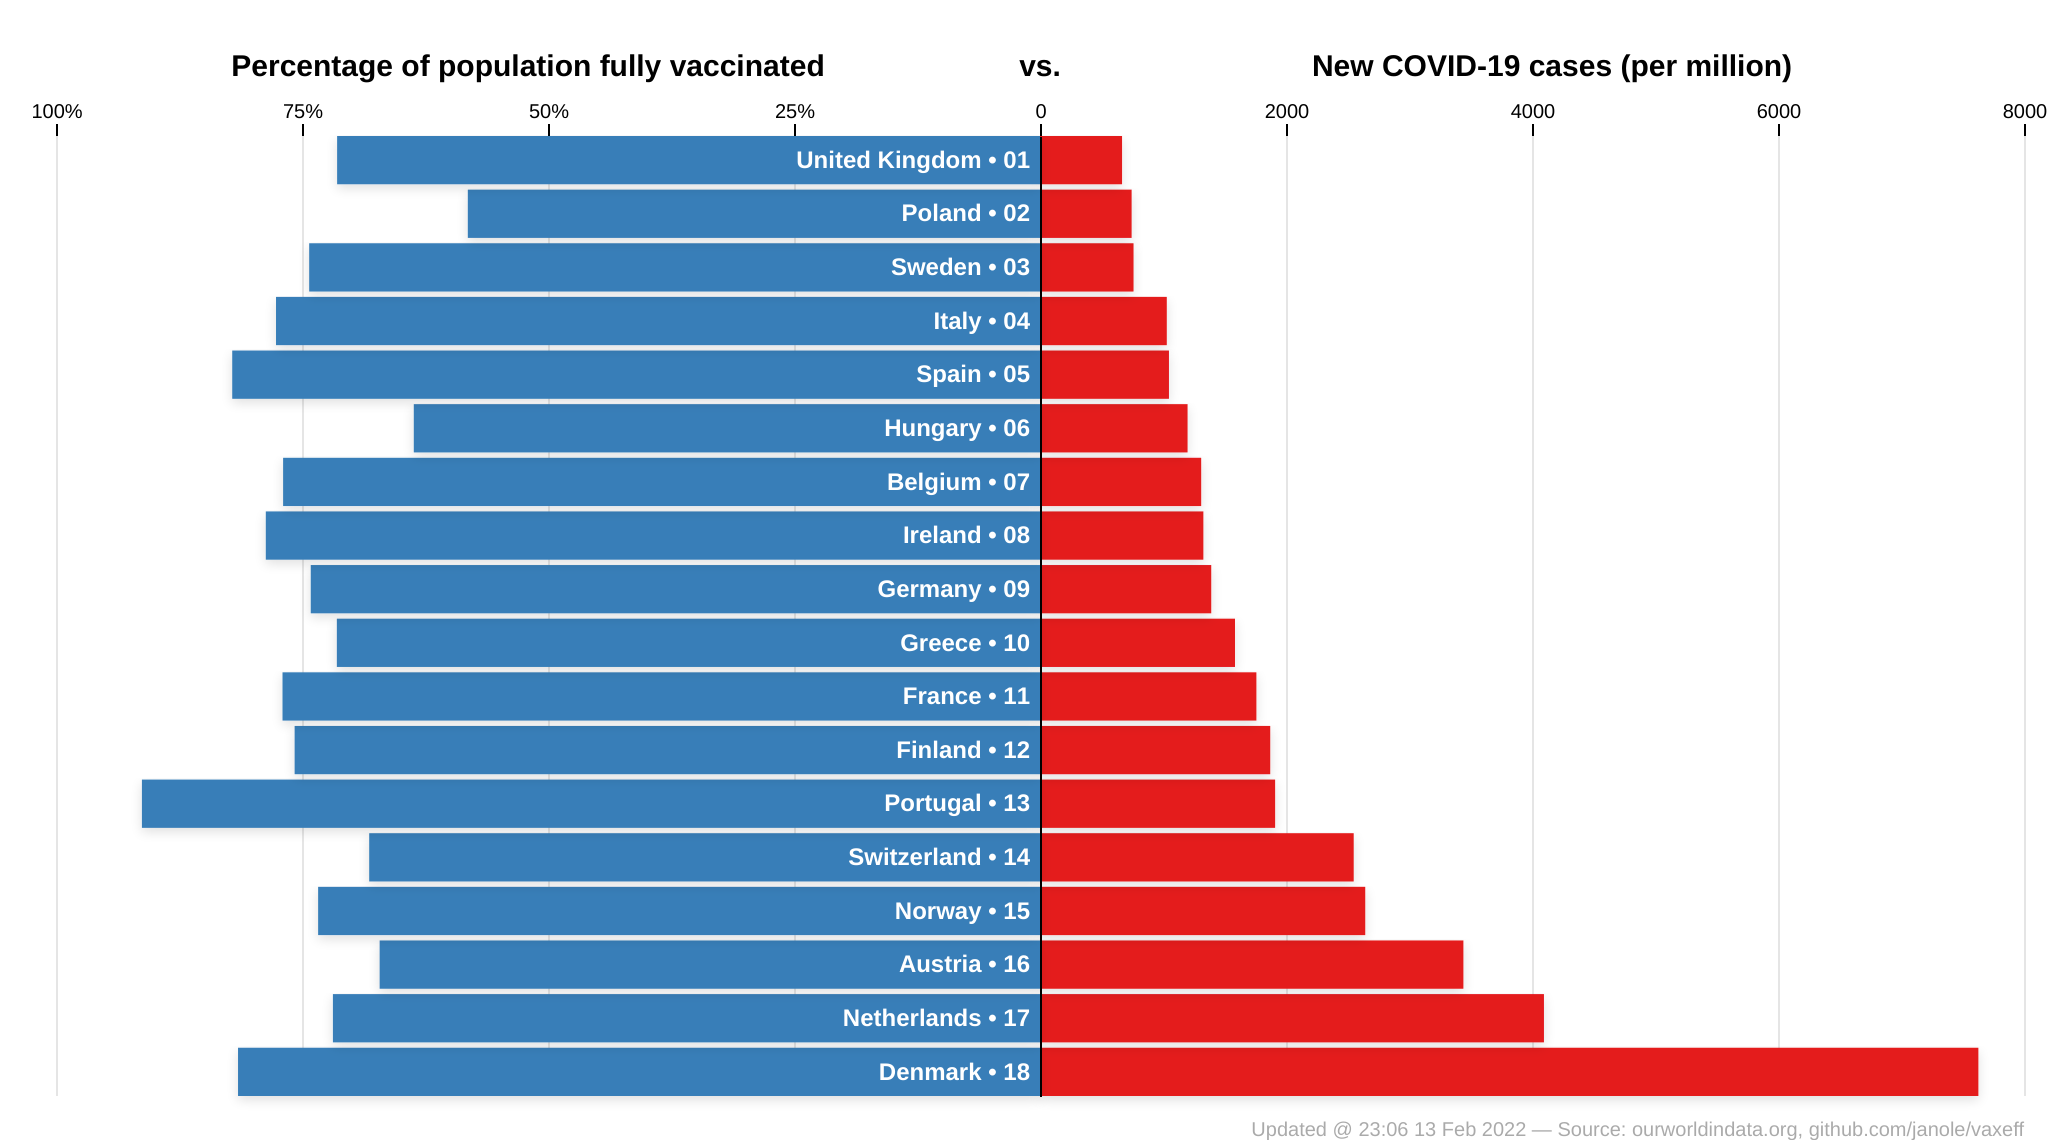 Percentage of population fully vaccinated vs. New COVID-19 cases (per million)
100% 75% 50% 25% 0 2000 4000 6000 8000
United Kingdom • 01
Poland • 02
Sweden • 03
Italy • 04
Spain • 05
Hungary • 06
Belgium • 07
Ireland • 08
Germany • 09
Greece • 10
France • 11
Finland • 12
Portugal • 13
Switzerland • 14
Norway • 15
Austria • 16
Netherlands • 17
Denmark • 18
Updated @ 23:06 13 Feb 2022 — Source: ourworldindata.org, github.com/janole/vaxeff